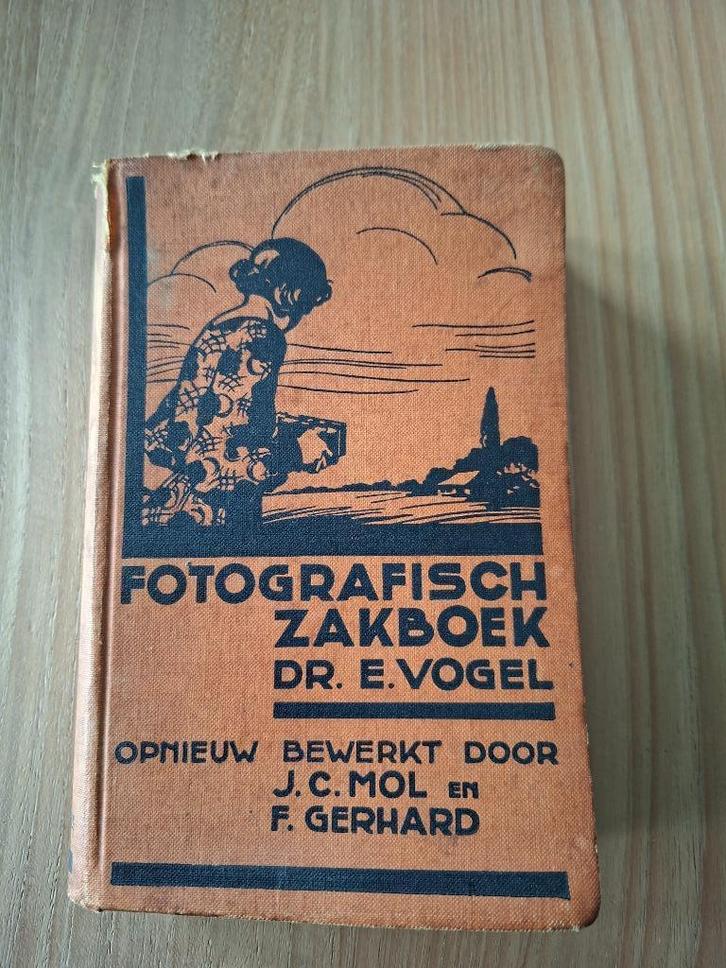 FOTOGRAFISCH
ZAKBOEK
DR. E. VOGEL
OPNIEUW BEWERKT DOOR
J. C. MOL EN
F. GERHARD